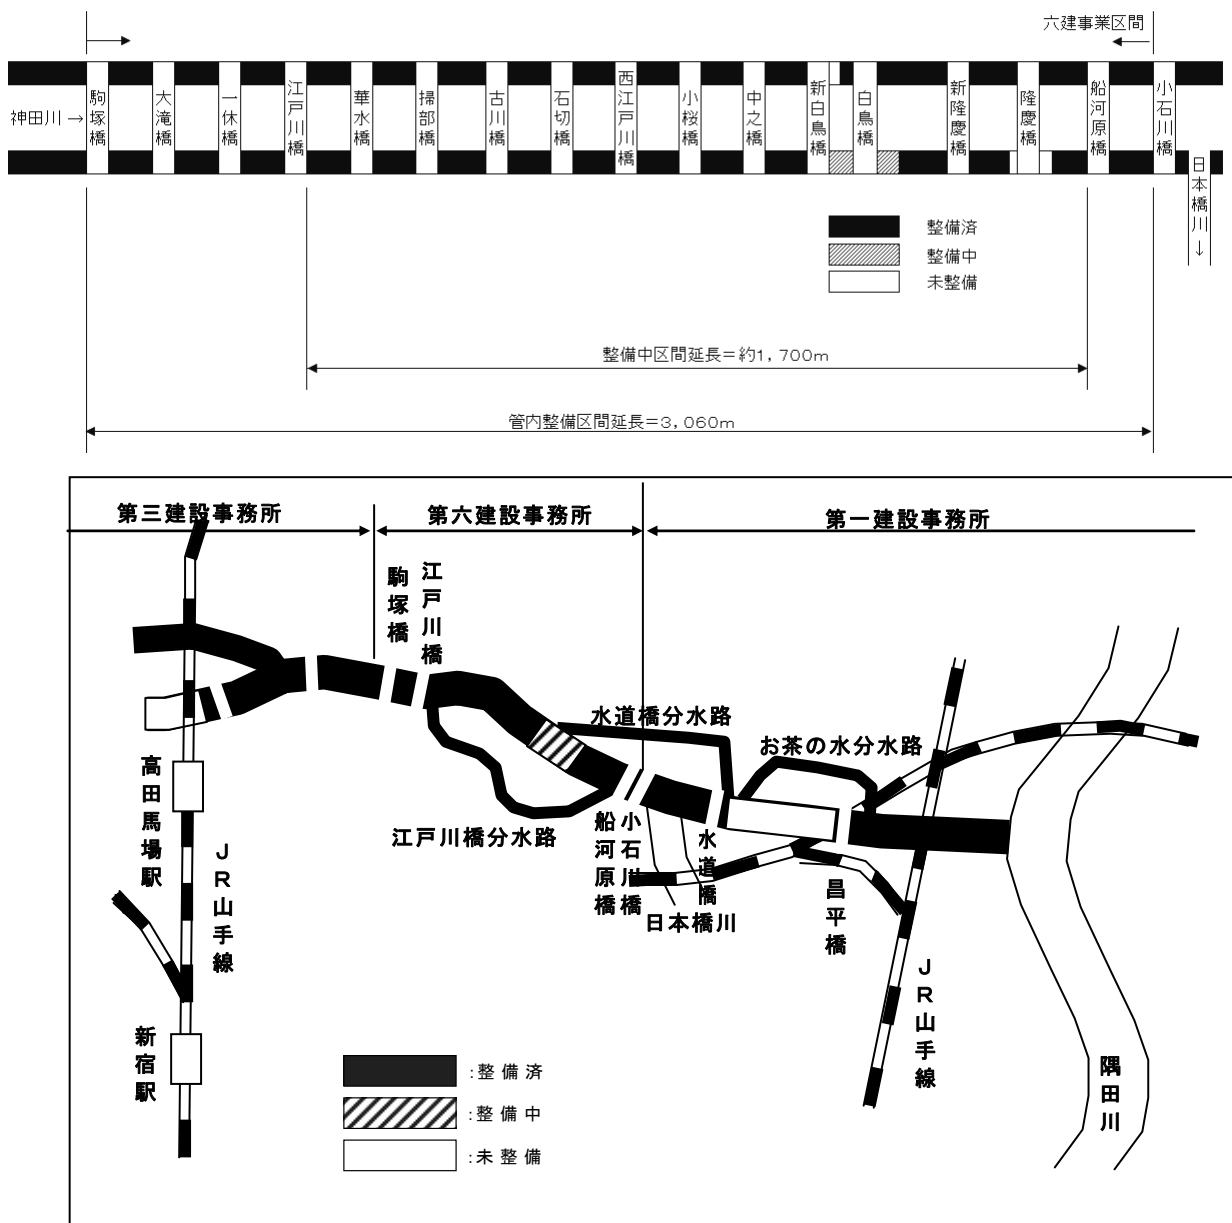 六建事業区間
神田川→
駒塚橋
大滝橋
一休橋
江戸川橋
華水橋
掃部橋
古川橋
石切橋
西江戸川橋
小桜橋
中之橋
新白鳥橋
白鳥橋
新隆慶橋
隆慶橋
船河原橋
小石川橋
日本橋川→
整備済
整備中
未整備
整備中区間延長=約1,700m
管内整備区間延長=3,060m
第三建設事務所
第六建設事務所
第一建設事務所
駒塚橋
江戸川橋
水道橋分水路
お茶の水分水路
高田馬場駅
JR山手線
江戸川橋分水路
船河原橋
小石川橋
水道橋
日本橋川
昌平橋
JR山手線
新宿駅
隅田川
:整備済
:整備中
:未整備